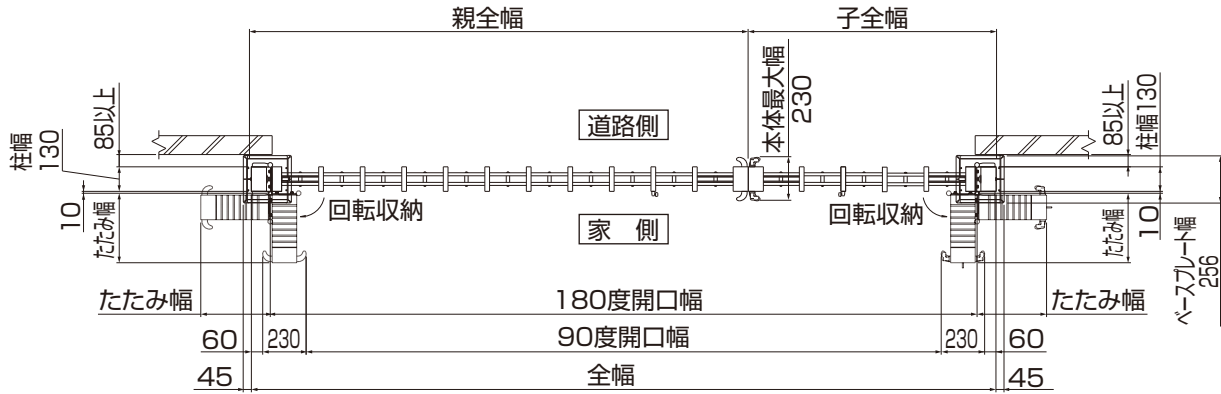 親全幅
子全幅
本体最大幅
230
道路側
85以上
柱幅
130
85以上
柱幅130
回転収納
回転収納
家 側
10
たたみ幅
たたみ幅
10
ベースプレート幅
256
たたみ幅
180度開口幅
たたみ幅
60
230
90度開口幅
230
60
45
全幅
45